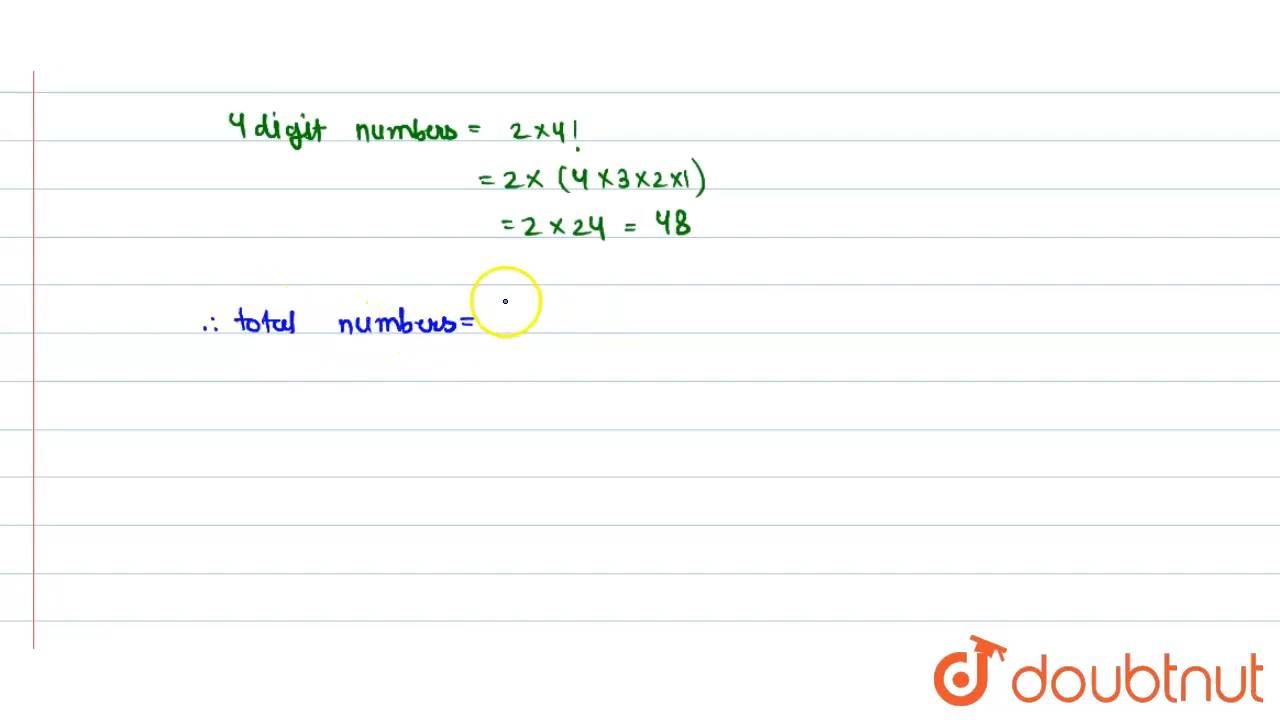 4 digit numbers = 2 × 4!
= 2 × (4 × 3 × 2 × 1)
= 2 × 24 = 48
∴ total numbers =
doubtnut